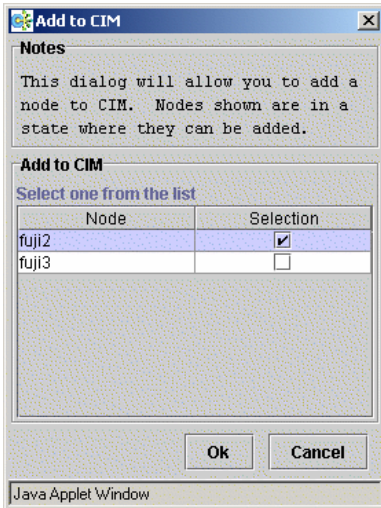 Add to CIM
Notes
This dialog will allow you to add a
node to CIM. Nodes shown are in a
state where they can be added.
Add to CIM
Select one from the list
Node Selection
fuji2
fuji3
Ok Cancel
Java Applet Window